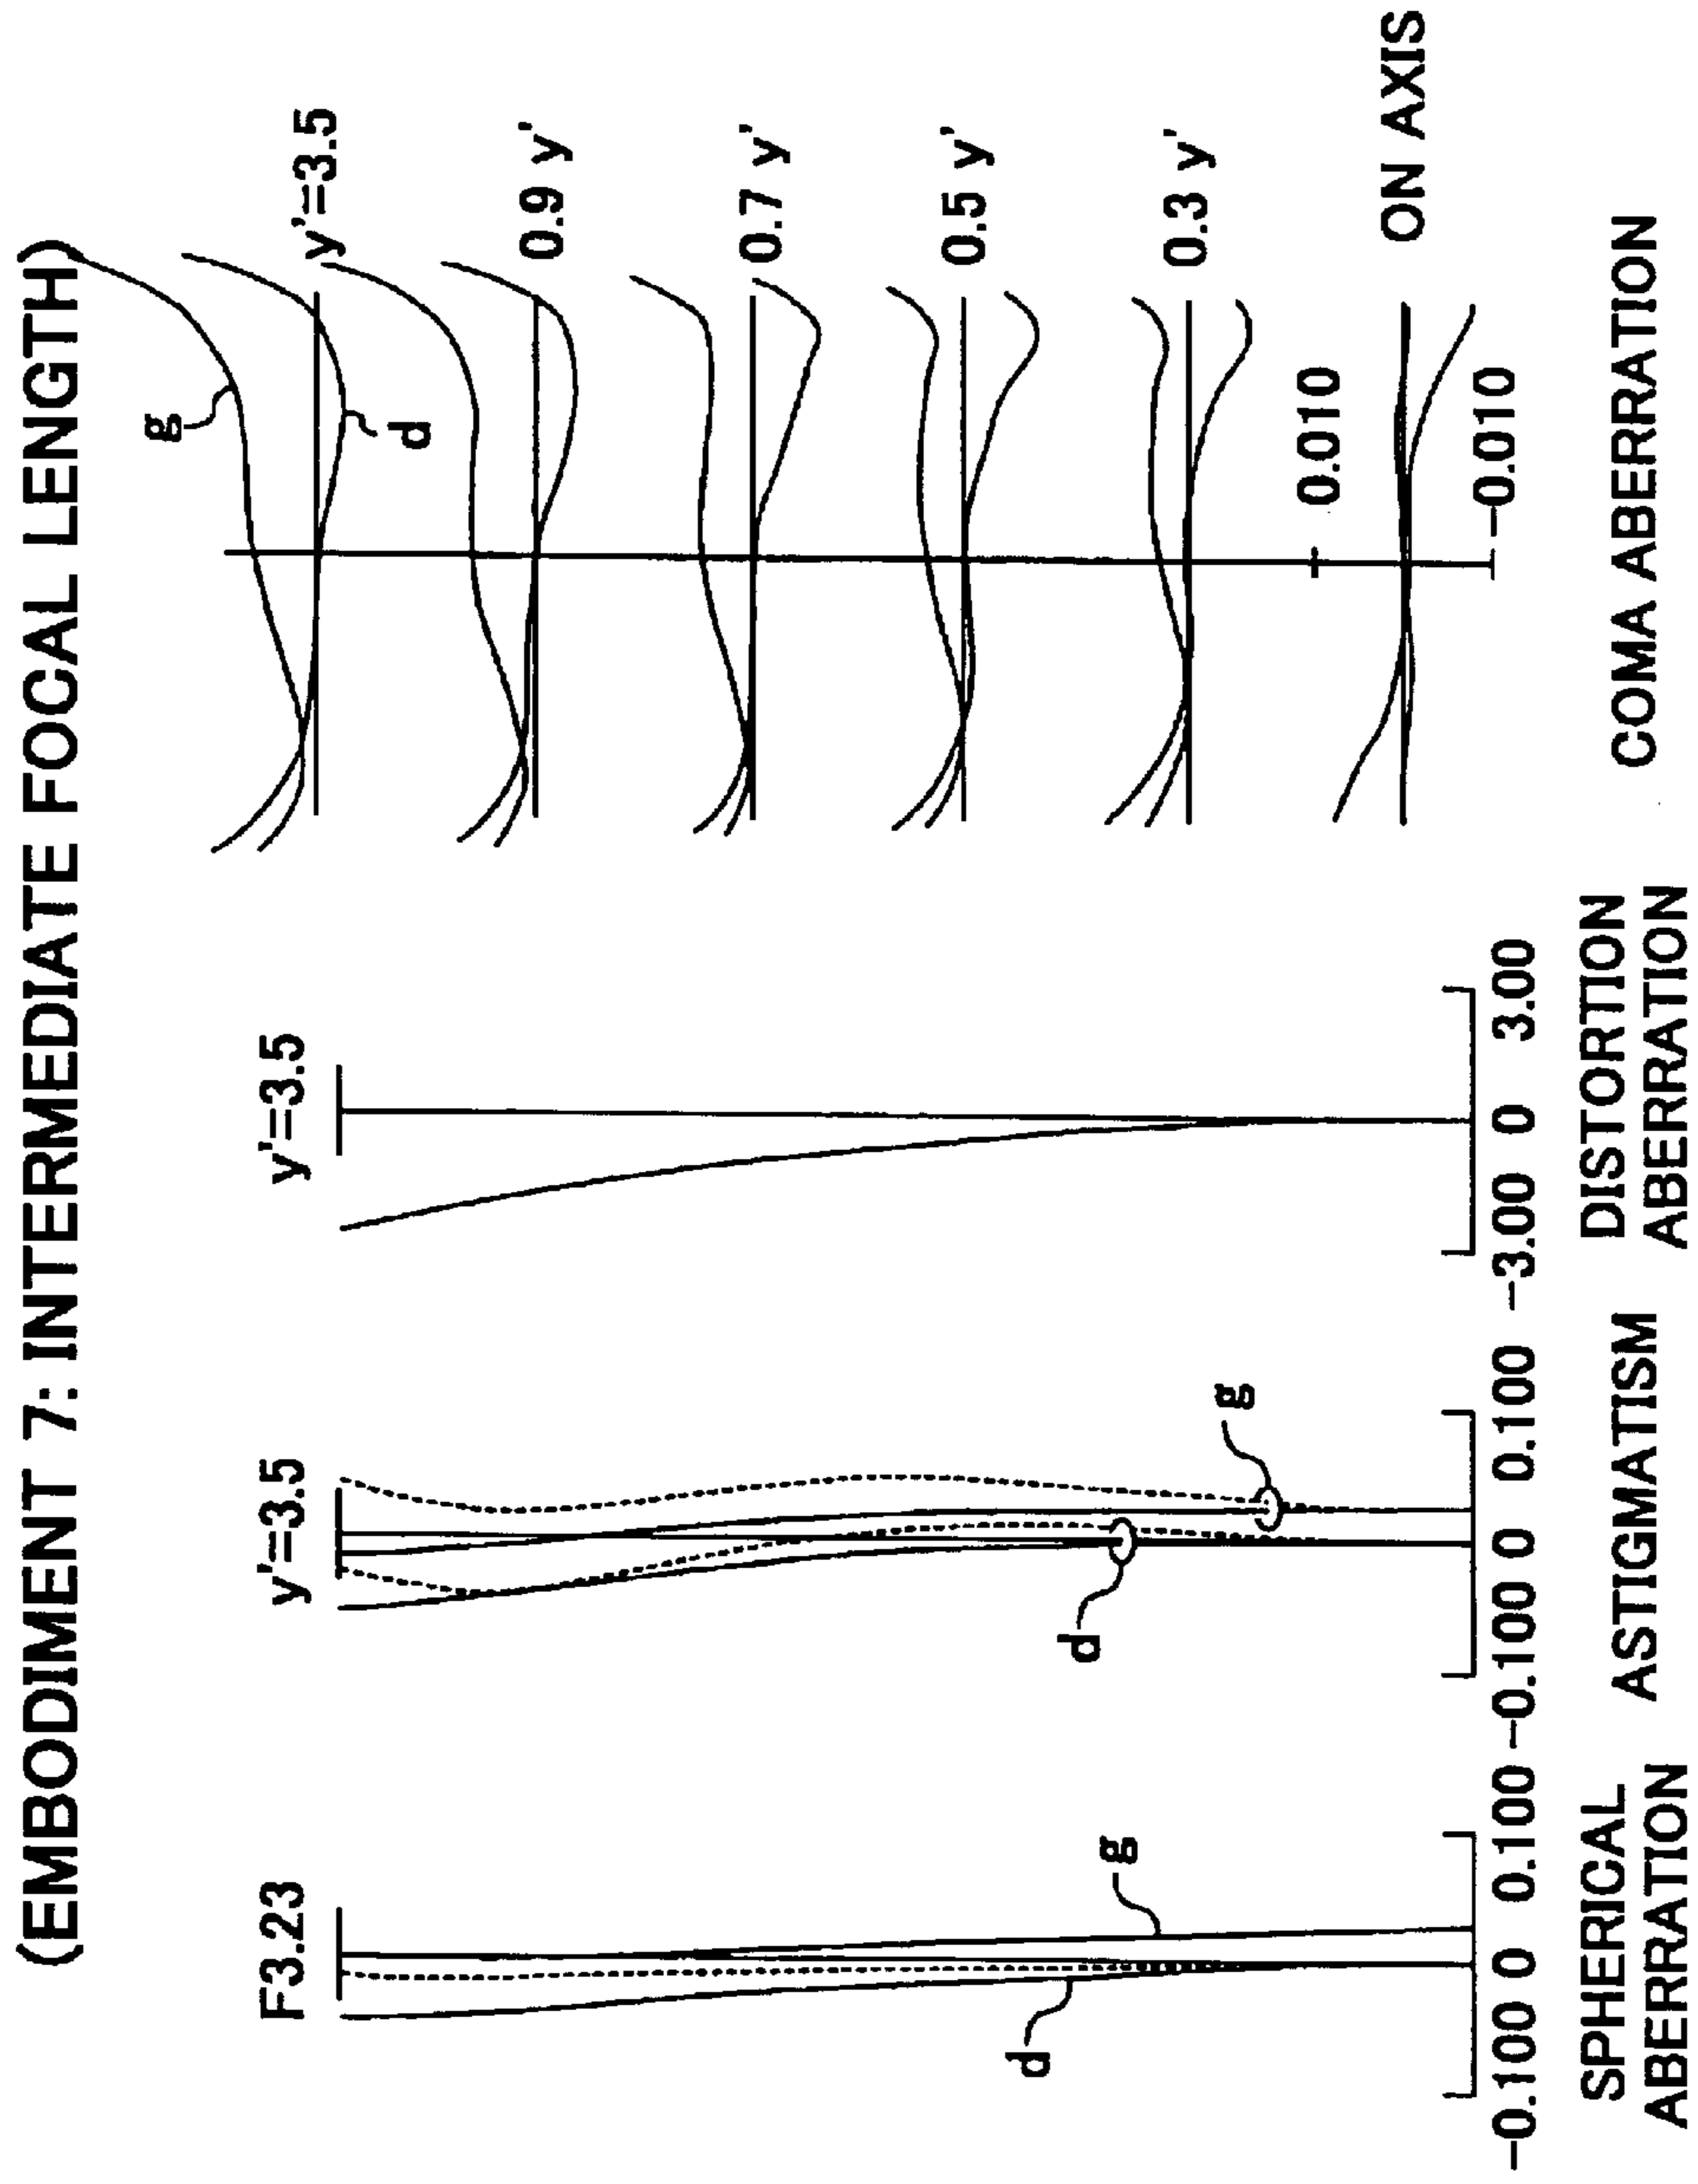 (EMBODIMENT 7: INTERMEDIATE FOCAL LENGTH)
F3.23
g
d
-0.100 0 0.100
SPHERICAL
ABERRATION
y'=3.5
g
d
-0.100 0 0.100
ASTIGMATISM
y'=3.5
-3.00 0 3.00
DISTORTION
ABERRATION
g
d
y'=3.5
0.9 y'
0.7 y'
0.5 y'
0.3 y'
0.010
ON AXIS
-0.010
COMA ABERRATION